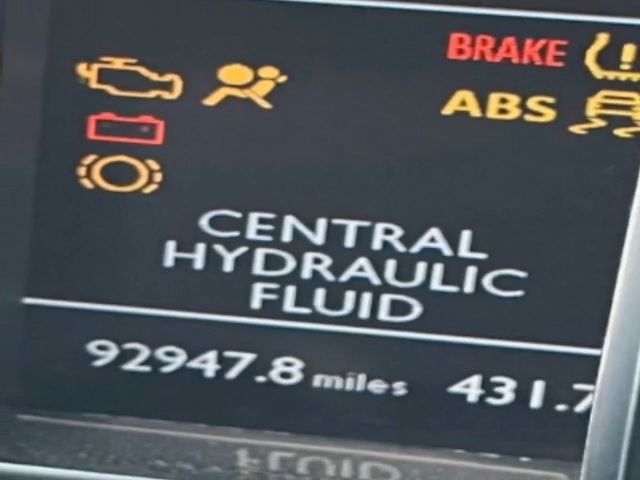 BRAKE
ABS
CENTRAL
HYDRAULIC
FLUID
92947.8 miles 431.7